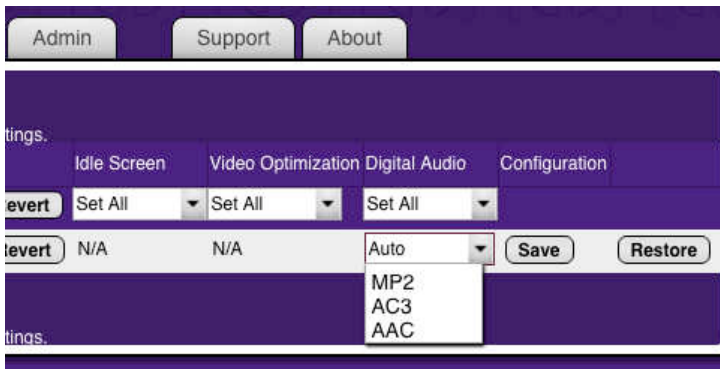 Admin Support About
tings.
Idle Screen Video Optimization Digital Audio Configuration
evert Set All Set All Set All
evert N/A N/A Auto Save Restore
MP2
AC3
AAC
tings.